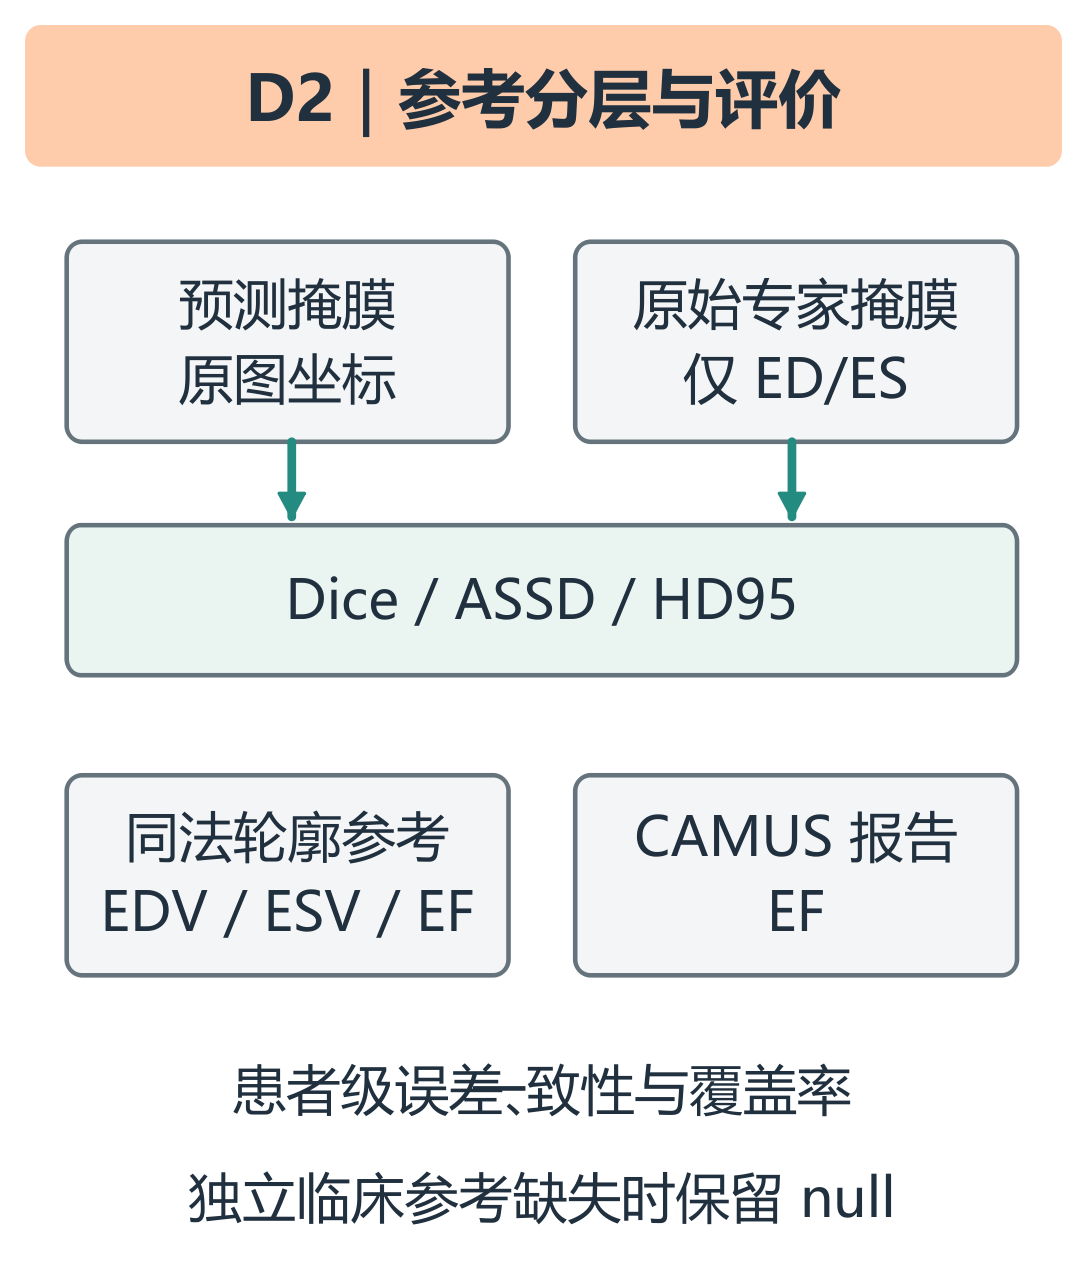 D2｜参考分层与评价
预测掩膜
原图坐标
原始专家掩膜
仅 ED/ES
Dice / ASSD / HD95
同法轮廓参考
EDV / ESV / EF
CAMUS 报告
EF
患者级误差、一致性与覆盖率
独立临床参考缺失时保留 null